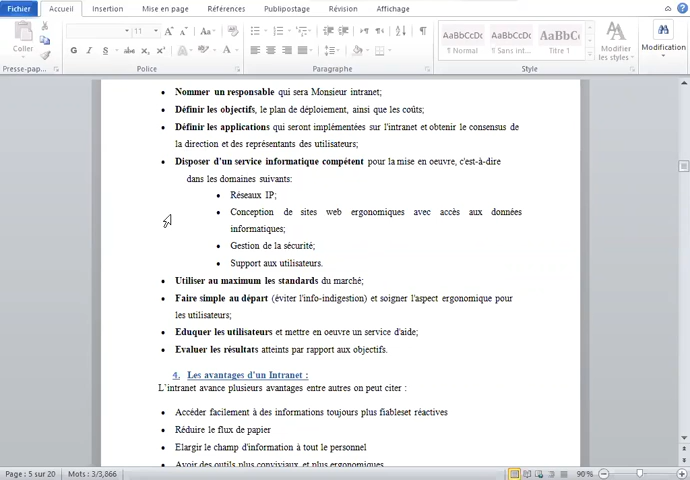 Fichier Accueil Insertion Mise en page Références Publipostage Révision Affichage
11
Coller
G I S abc x₂ x²
AaBbCcDc AaBbCcDc AaBbC
¶ Normal ¶ Sans int... Titre 1
Modifier les styles
Modification
Presse-pap... Police Paragraphe Style
• Nommer un responsable qui sera Monsieur intranet;
• Définir les objectifs, le plan de déploiement, ainsi que les coûts;
• Définir les applications qui seront implémentées sur l'intranet et obtenir le consensus de
la direction et des représentants des utilisateurs;
• Disposer d'un service informatique compétent pour la mise en oeuvre, c'est-à-dire
dans les domaines suivants:
• Réseaux IP;
• Conception de sites web ergonomiques avec accès aux données
informatiques;
• Gestion de la sécurité;
• Support aux utilisateurs.
• Utiliser au maximum les standards du marché;
• Faire simple au départ (éviter l'info-indigestion) et soigner l'aspect ergonomique pour
les utilisateurs;
• Eduquer les utilisateurs et mettre en oeuvre un service d'aide;
• Evaluer les résultats atteints par rapport aux objectifs.
4. Les avantages d'un Intranet :
L'intranet avance plusieurs avantages entre autres on peut citer :
• Accéder facilement à des informations toujours plus fiableset réactives
• Réduire le flux de papier
• Elargir le champ d'information à tout le personnel
• Avoir des outils plus conviviaux et plus ergonomiques
Page : 5 sur 20 Mots : 3/3,866 90 %